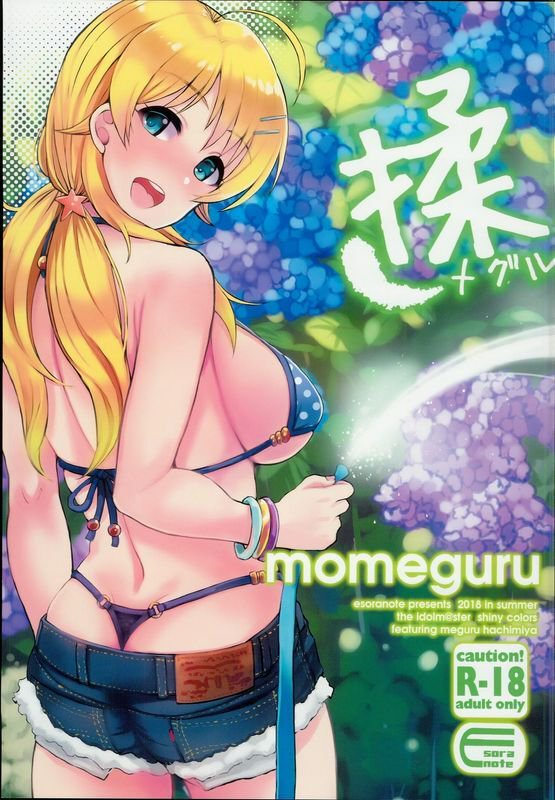 揉
メグル
momeguru
esoranote presents 2018 in summer
the idolm@ster shiny colors
featuring meguru hachimiya
caution!
R-18
adult only
Esora
note